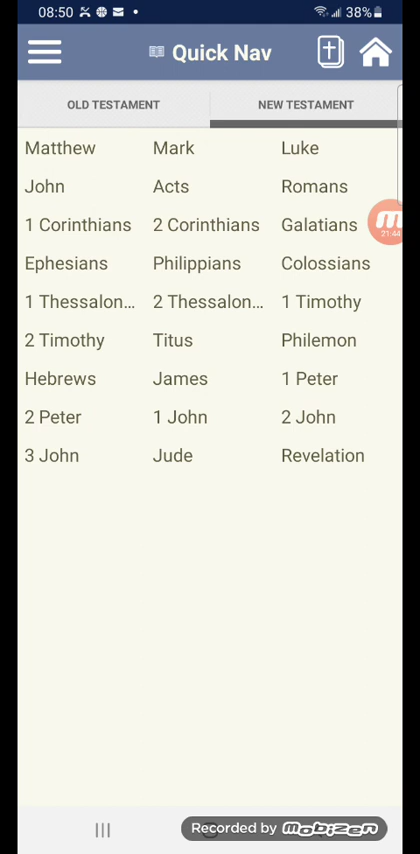 08:50 38%
Quick Nav
OLD TESTAMENT NEW TESTAMENT
Matthew Mark Luke
John Acts Romans
1 Corinthians 2 Corinthians Galatians
21:44
Ephesians Philippians Colossians
1 Thessalon... 2 Thessalon... 1 Timothy
2 Timothy Titus Philemon
Hebrews James 1 Peter
2 Peter 1 John 2 John
3 John Jude Revelation
Recorded by mobizen